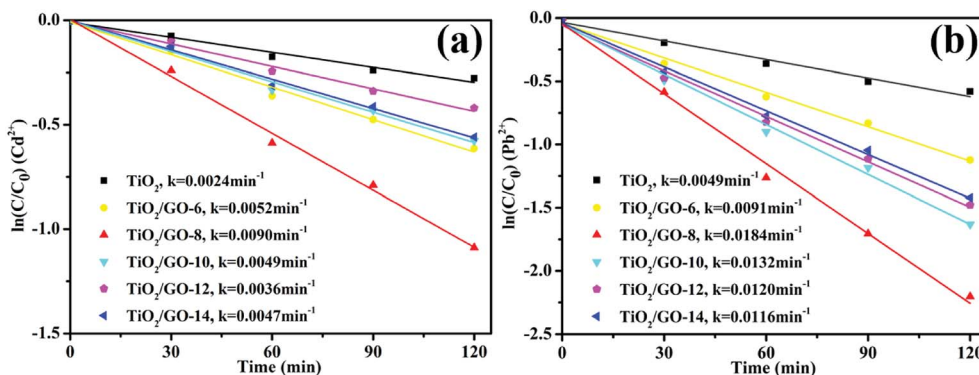 (a)
ln(C/C₀) (Cd²⁺)
0.0
-0.5
-1.0
-1.5
TiO₂, k=0.0024min⁻¹
TiO₂/GO-6, k=0.0052min⁻¹
TiO₂/GO-8, k=0.0090min⁻¹
TiO₂/GO-10, k=0.0049min⁻¹
TiO₂/GO-12, k=0.0036min⁻¹
TiO₂/GO-14, k=0.0047min⁻¹
0 30 60 90 120
Time (min)
(b)
ln(C/C₀) (Pb²⁺)
0.0
-0.5
-1.0
-1.5
-2.0
-2.5
TiO₂, k=0.0049min⁻¹
TiO₂/GO-6, k=0.0091min⁻¹
TiO₂/GO-8, k=0.0184min⁻¹
TiO₂/GO-10, k=0.0132min⁻¹
TiO₂/GO-12, k=0.0120min⁻¹
TiO₂/GO-14, k=0.0116min⁻¹
0 30 60 90 120
Time (min)